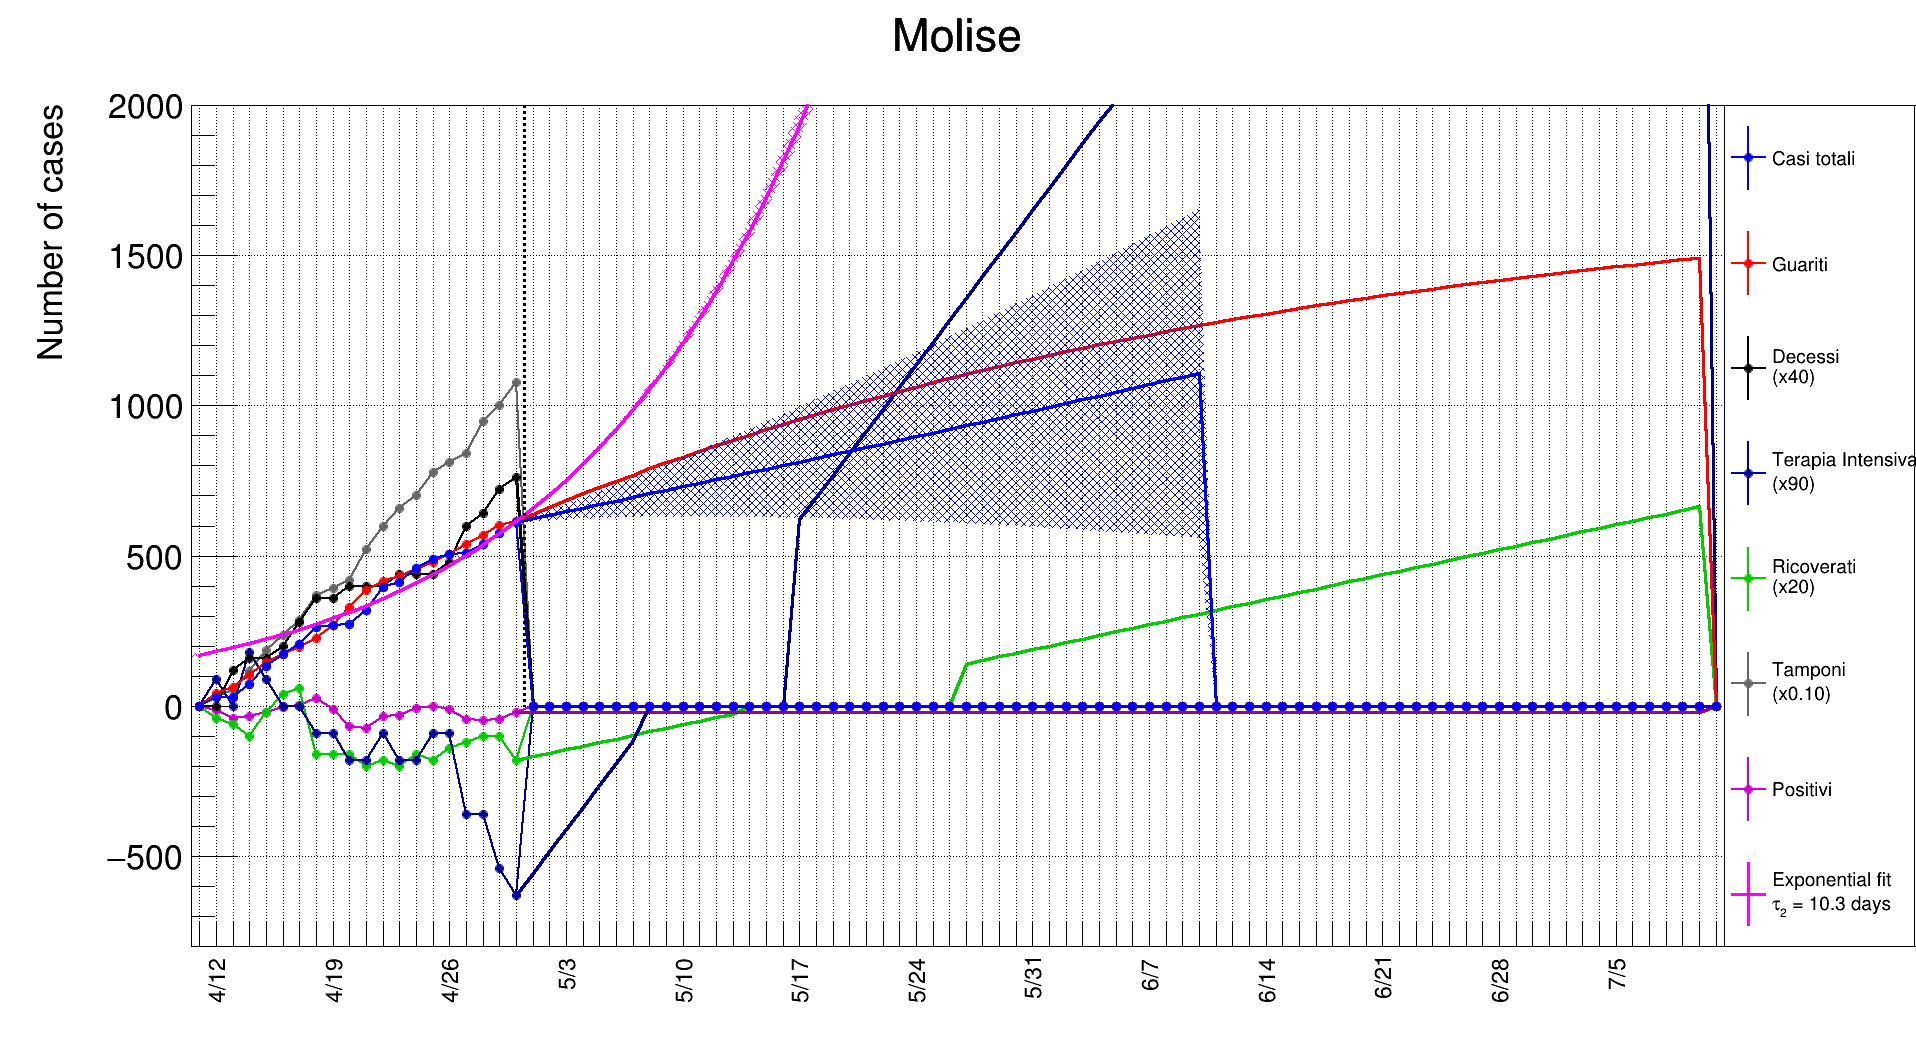 Molise
Number of cases
2000
1500
1000
500
0
−500
4/12
4/19
4/26
5/3
5/10
5/17
5/24
5/31
6/7
6/14
6/21
6/28
7/5
Casi totali
Guariti
Decessi
(x40)
Terapia Intensiva
(x90)
Ricoverati
(x20)
Tamponi
(x0.10)
Positivi
Exponential fit
τ2 = 10.3 days